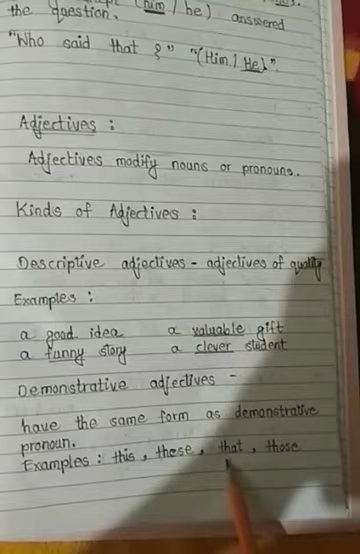 the question. (him / he) answered
"Who said that ?" "(Him / He)".
Adjectives :
Adjectives modify nouns or pronouns.
Kinds of Adjectives :
Descriptive adjectives - adjectives of quality
Examples :
a good idea a valuable gift
a funny story a clever student
Demonstrative adjectives -
have the same form as demonstrative
pronoun.
Examples : this, these, that, those